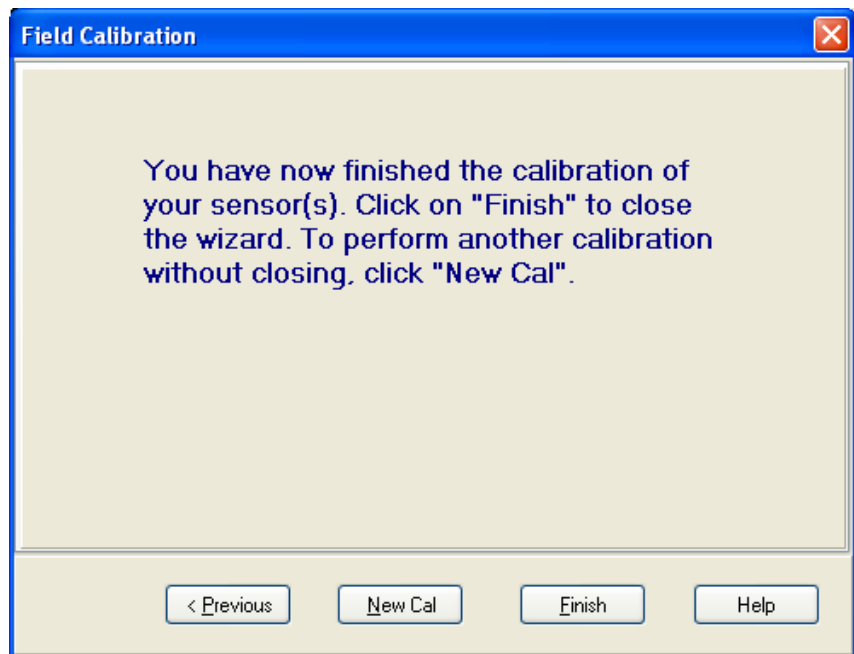 Field Calibration
You have now finished the calibration of
your sensor(s). Click on "Finish" to close
the wizard. To perform another calibration
without closing, click "New Cal".
< Previous New Cal Finish Help